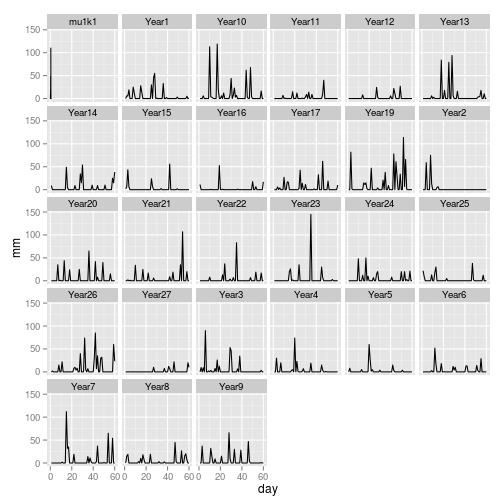 mu1k1 Year1 Year10 Year11 Year12 Year13
150
100
50
0
Year14 Year15 Year16 Year17 Year19 Year2
150
100
50
0
Year20 Year21 Year22 Year23 Year24 Year25
150
100
50
0
mm
Year26 Year27 Year3 Year4 Year5 Year6
150
100
50
0
Year7 Year8 Year9
150
100
50
0
0 20 40 60 0 20 40 60 0 20 40 60
day